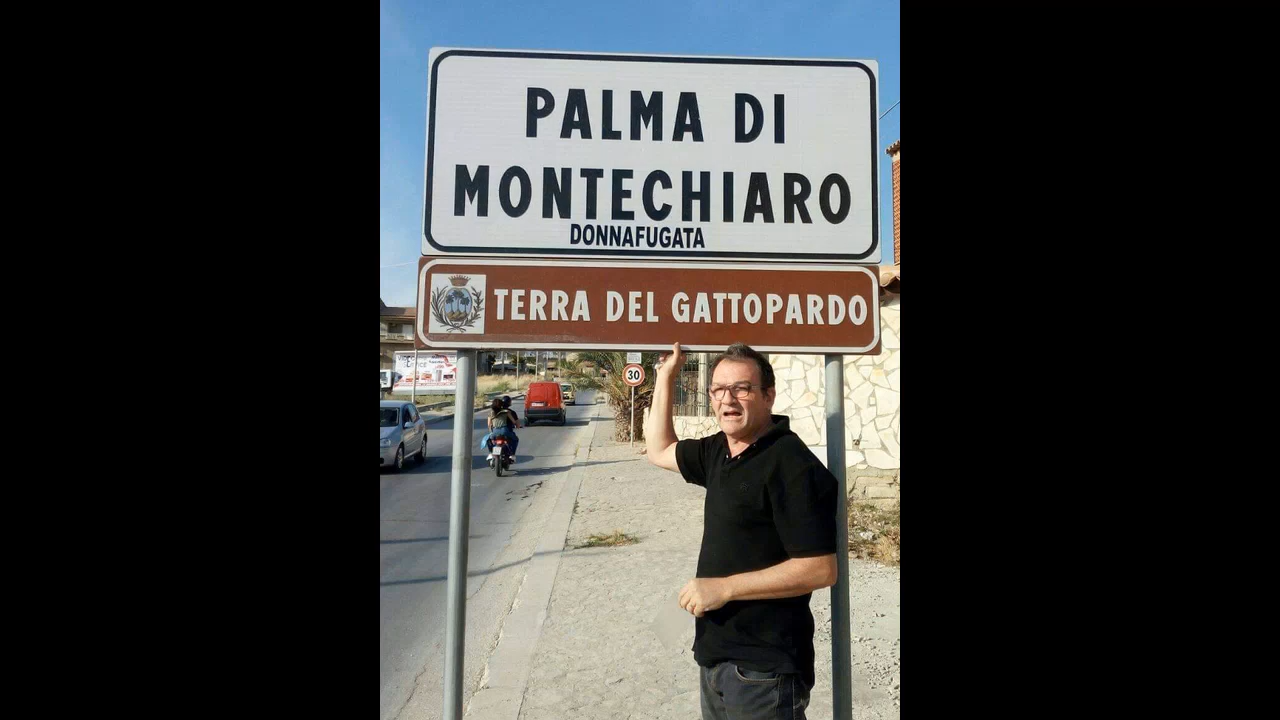 PALMA DI
MONTECHIARO
DONNAFUGATA
TERRA DEL GATTOPARDO
30